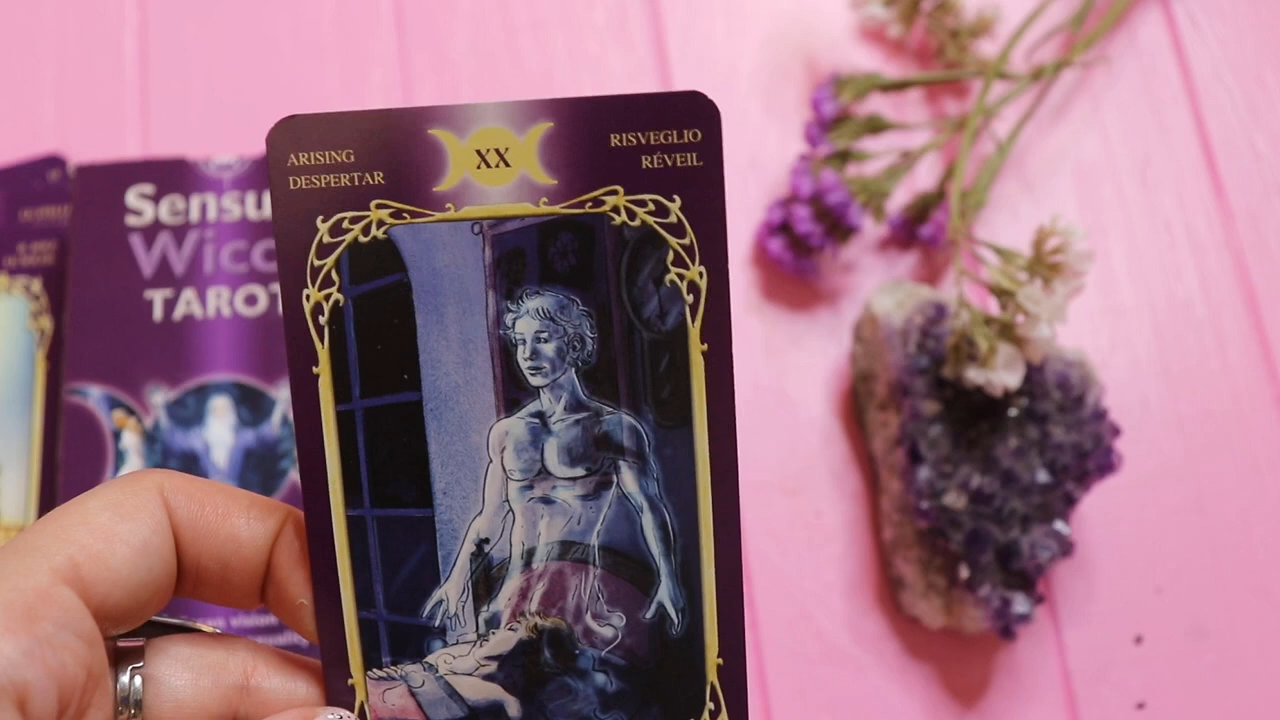 ARISING
DESPERTAR
XX
RISVEGLIO
RÉVEIL
Sensu
Wicc
TAROT